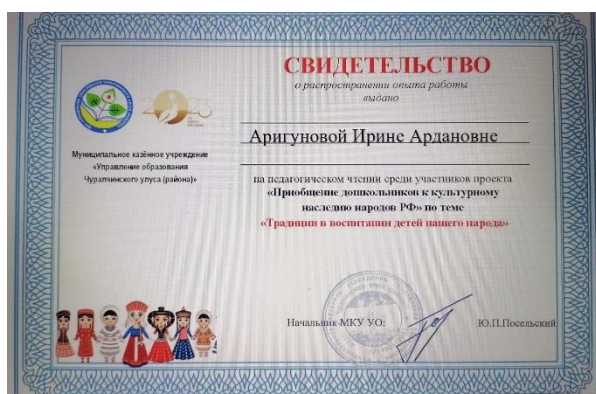 СВИДЕТЕЛЬСТВО
о распространении опыта работы
выдано
Аригуновой Ирине Ардановне
Муниципальное казённое учреждение
«Управление образования
Чурапчинского улуса (района)»
на педагогическом чтении среди участников проекта
«Приобщение дошкольников к культурному
наследию народов РФ» по теме
«Традиции в воспитании детей нашего народа»
Начальник МКУ УО:
Ю.П.Посельский